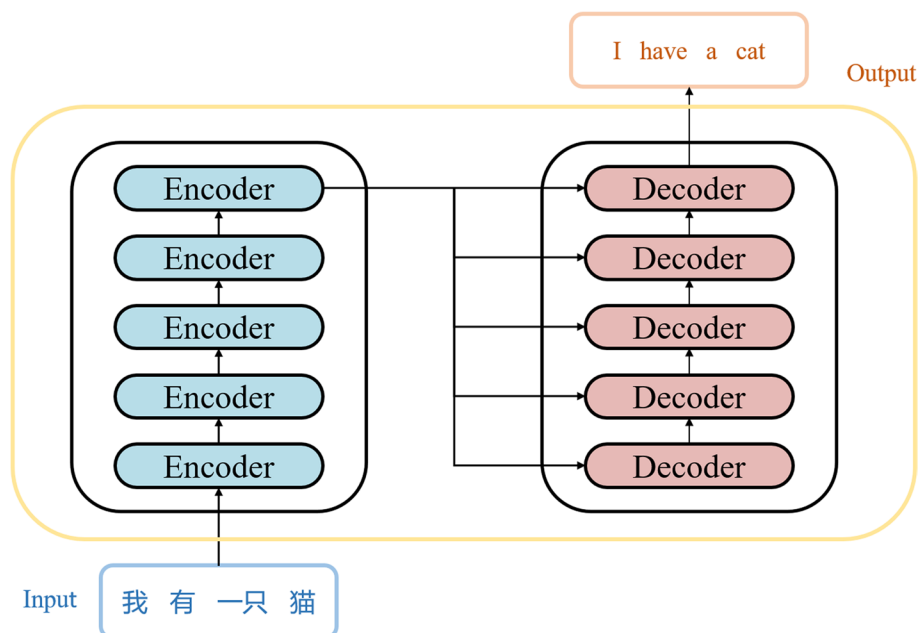 I have a cat
Output
Encoder
Encoder
Encoder
Encoder
Encoder
Decoder
Decoder
Decoder
Decoder
Decoder
Input
我 有 一只 猫